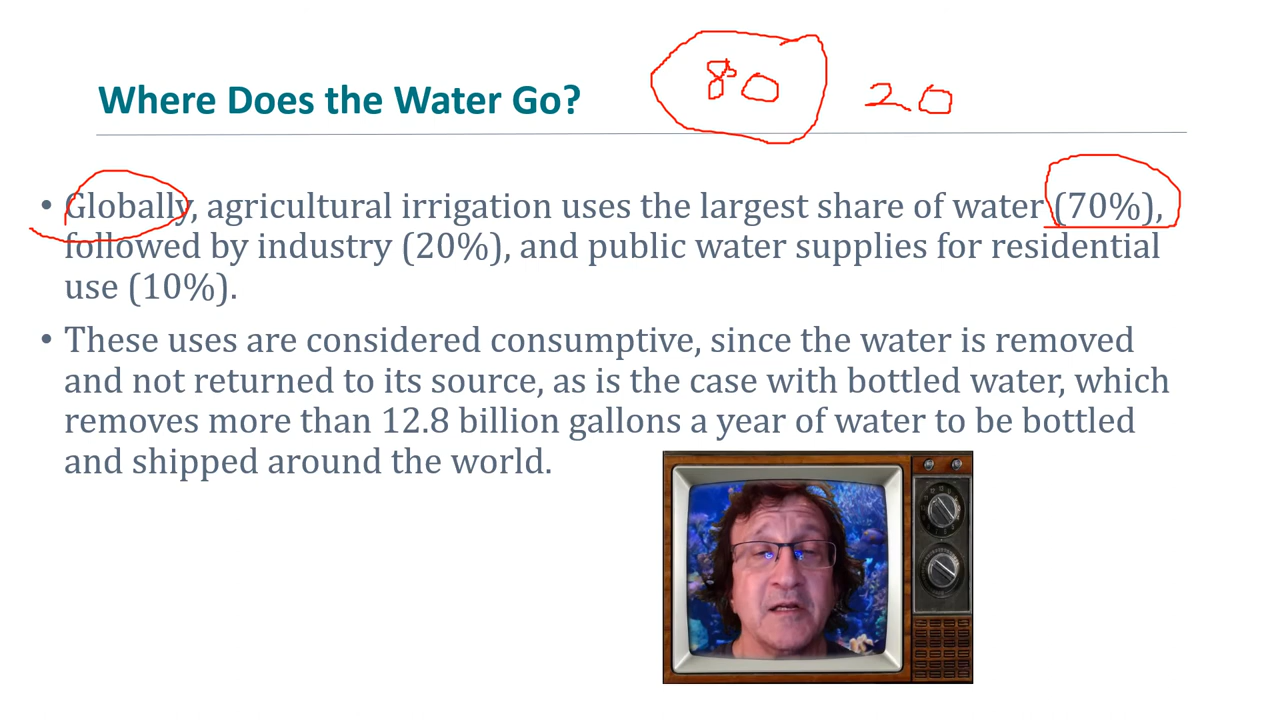 Where Does the Water Go?
80 20
• Globally, agricultural irrigation uses the largest share of water (70%),
followed by industry (20%), and public water supplies for residential
use (10%).
• These uses are considered consumptive, since the water is removed
and not returned to its source, as is the case with bottled water, which
removes more than 12.8 billion gallons a year of water to be bottled
and shipped around the world.